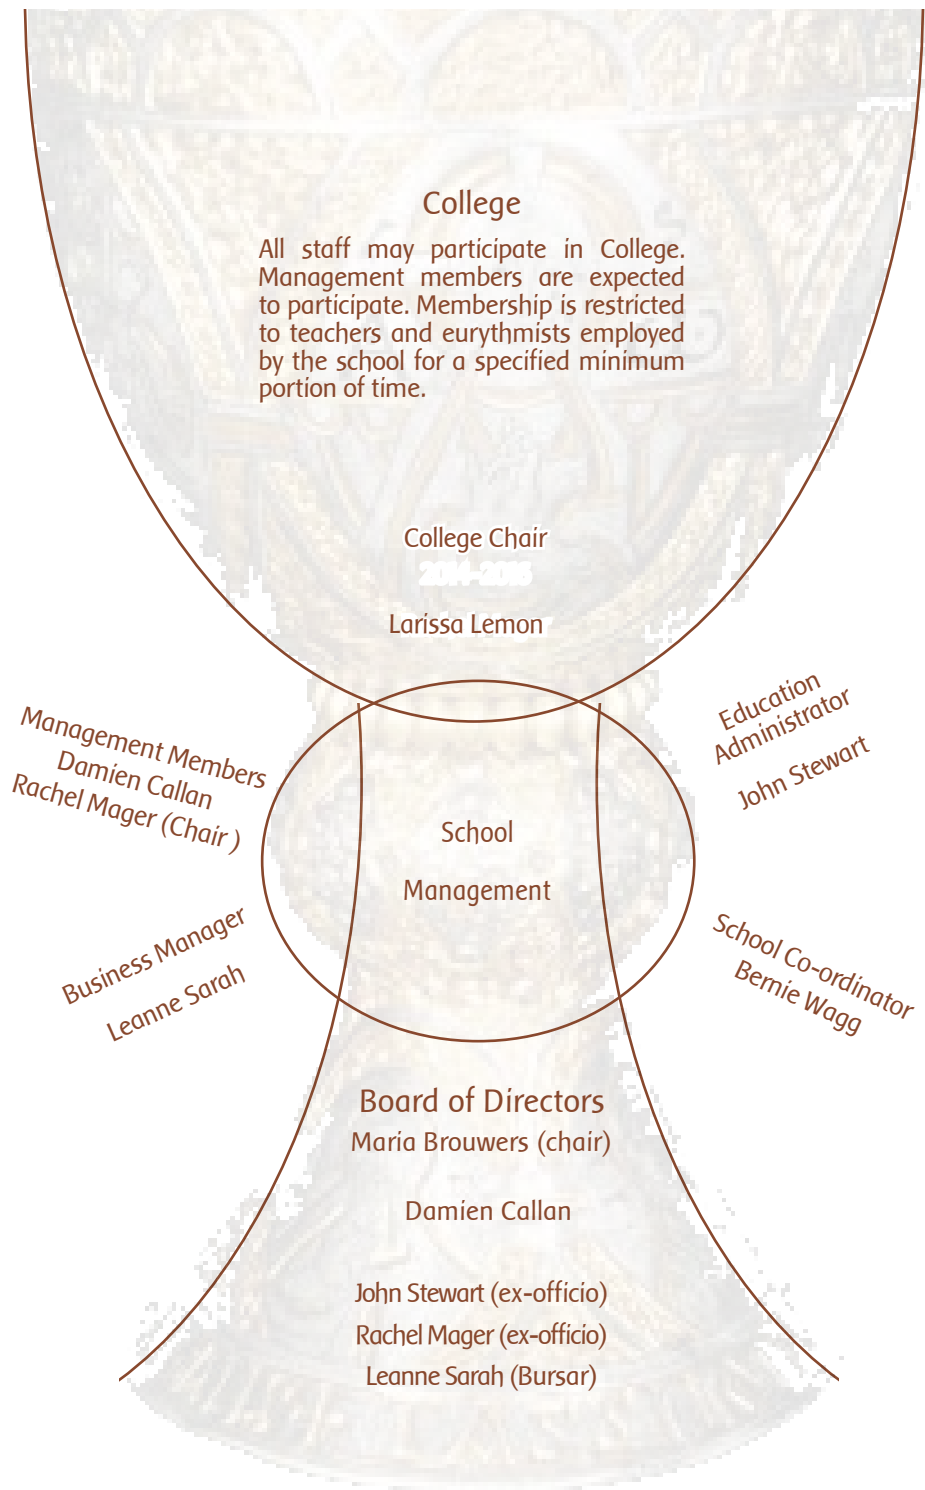 College
All staff may participate in College.
Management members are expected
to participate. Membership is restricted
to teachers and eurythmists employed
by the school for a specified minimum
portion of time.
College Chair
2014-2015
Larissa Lemon
Management Members
Damien Callan
Rachel Mager (Chair )
Education
Administrator
John Stewart
School
Management
Business Manager
Leanne Sarah
School Co-ordinator
Bernie Wagg
Board of Directors
Maria Brouwers (chair)
Damien Callan
John Stewart (ex-officio)
Rachel Mager (ex-officio)
Leanne Sarah (Bursar)